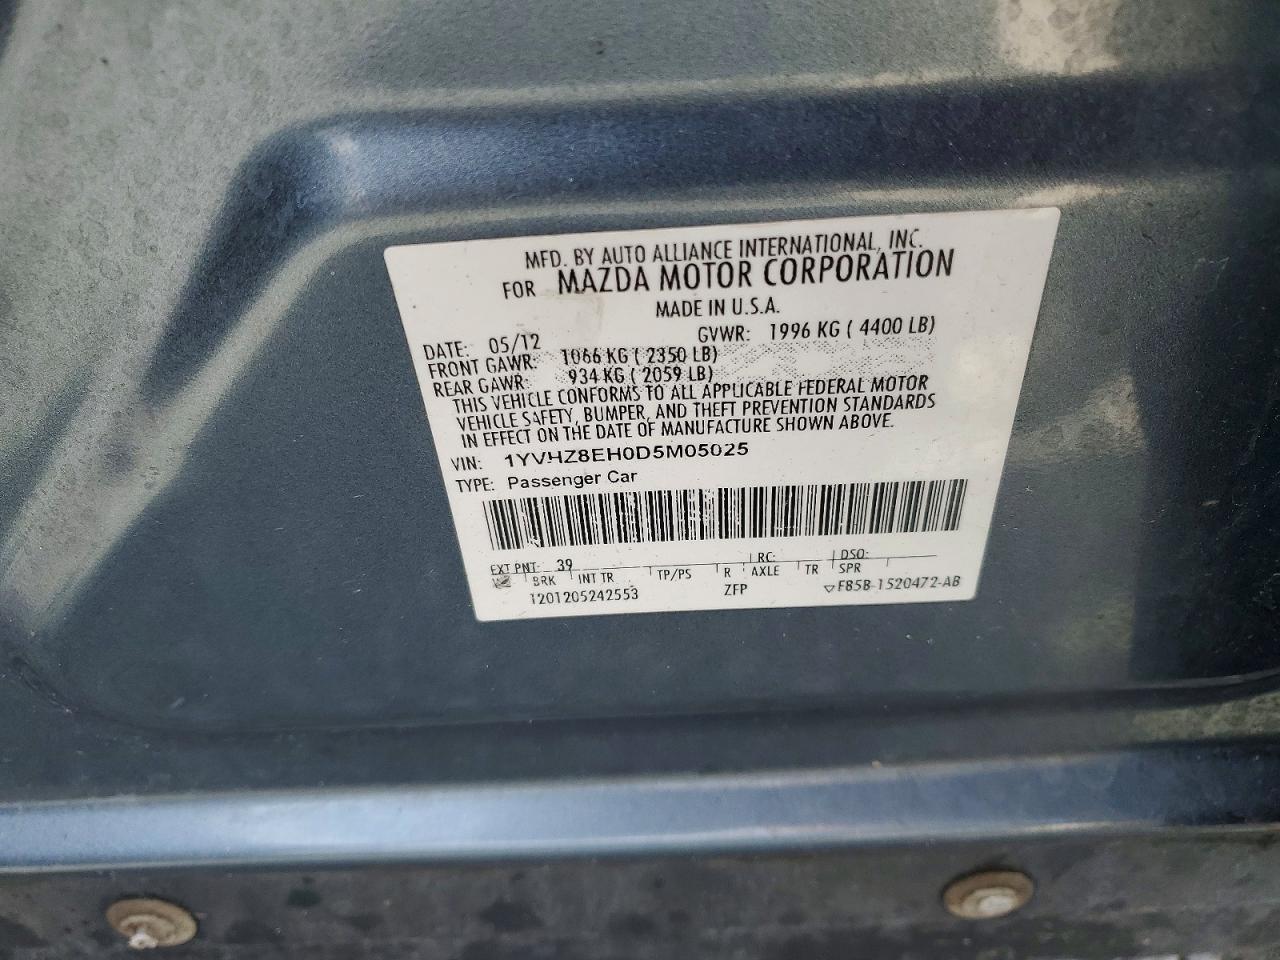 MFD. BY AUTO ALLIANCE INTERNATIONAL, INC.
FOR MAZDA MOTOR CORPORATION
MADE IN U.S.A.
DATE: 05/12 GVWR: 1996 KG ( 4400 LB)
FRONT GAWR: 1066 KG ( 2350 LB)
REAR GAWR: 934 KG ( 2059 LB)
THIS VEHICLE CONFORMS TO ALL APPLICABLE FEDERAL MOTOR
VEHICLE SAFETY, BUMPER, AND THEFT PREVENTION STANDARDS
IN EFFECT ON THE DATE OF MANUFACTURE SHOWN ABOVE.
VIN: 1YVHZ8EH0D5M05025
TYPE: Passenger Car
EXT PNT: 39 RC: DSO:
BRK INT TR TP/PS R AXLE TR SPR
1201205242553 ZFP F85B-1520472-AB